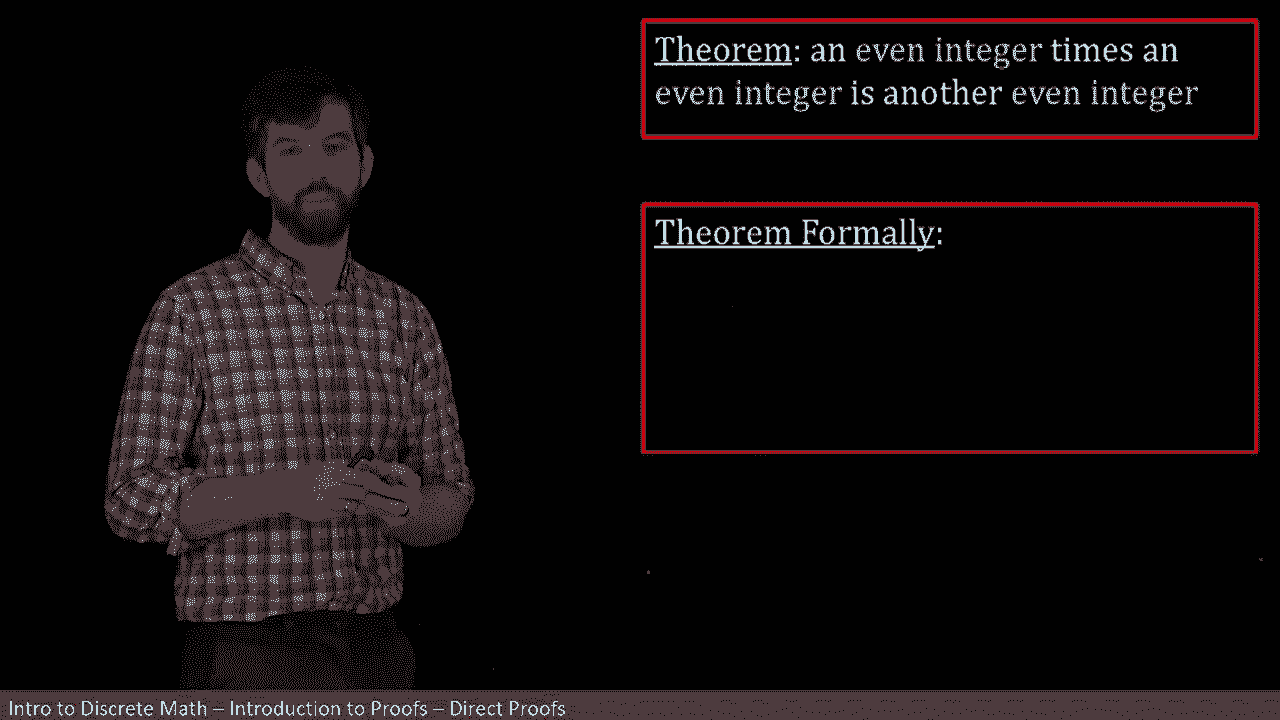 Theorem: an even integer times an
even integer is another even integer
Theorem Formally:
Intro to Discrete Math – Introduction to Proofs – Direct Proofs